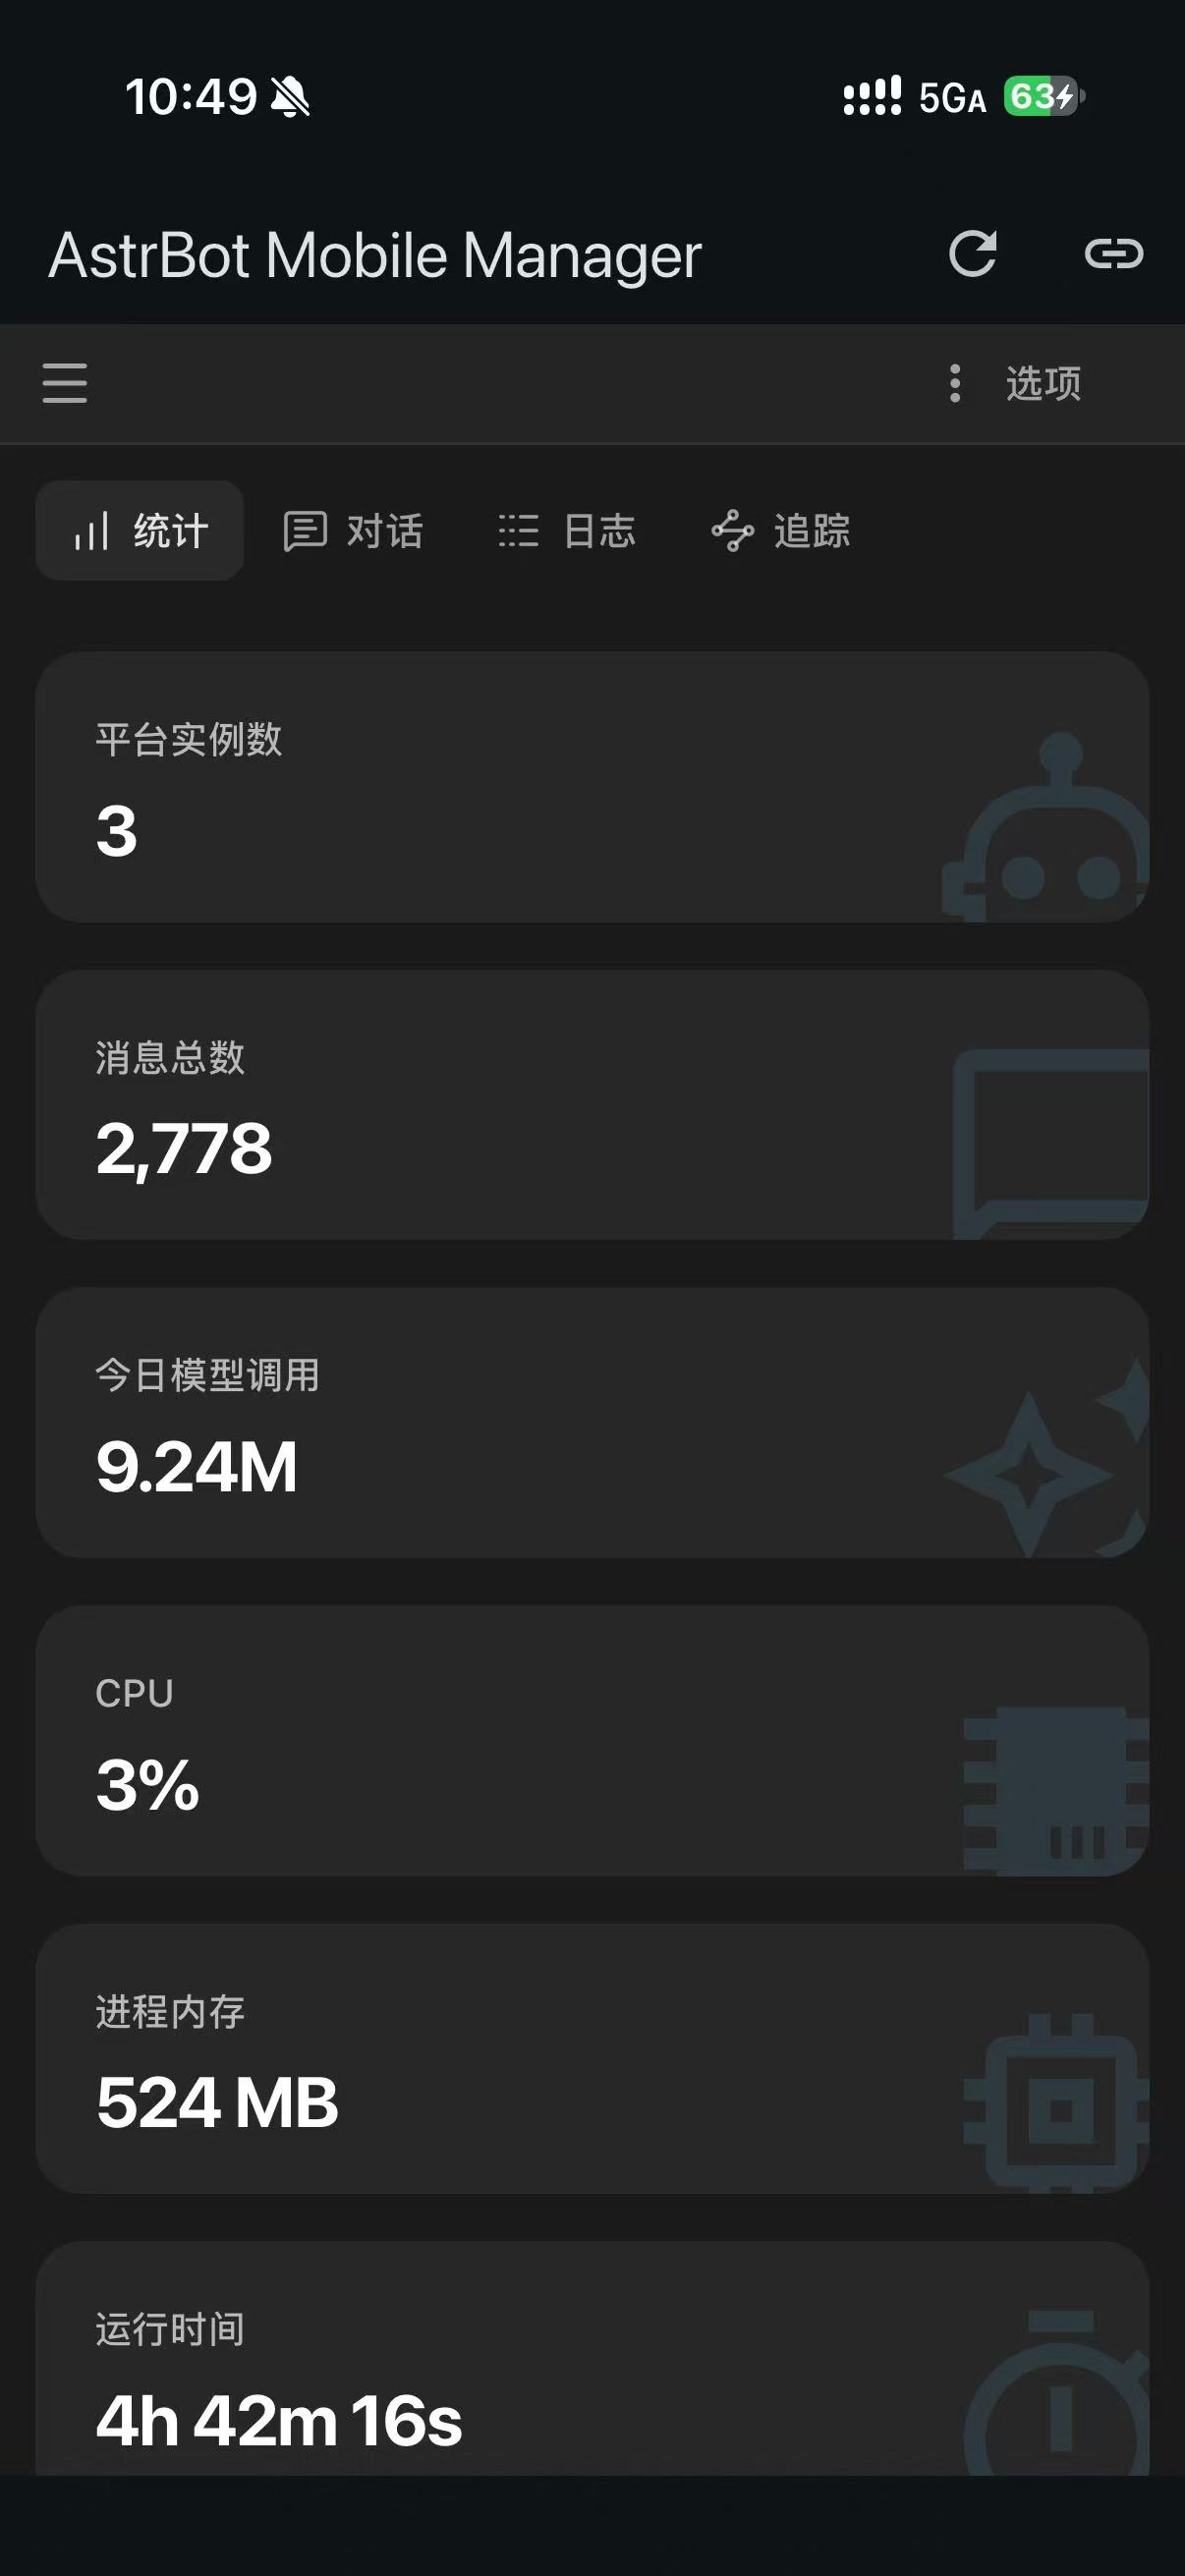 10:49
5GA 63
AstrBot Mobile Manager
选项
统计 对话 日志 追踪
平台实例数
3
消息总数
2,778
今日模型调用
9.24M
CPU
3%
进程内存
524 MB
运行时间
4h 42m 16s